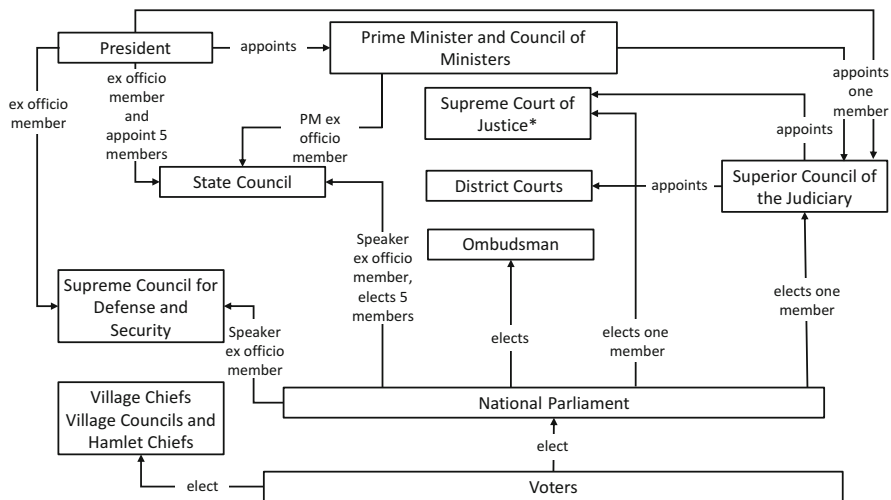 President
appoints
Prime Minister and Council of
Ministers
ex officio
member
ex officio
member
and
appoint 5
members
PM ex
officio
member
Supreme Court of
Justice*
appoints
one
member
appoints
State Council
District Courts
appoints
Superior Council of
the Judiciary
Speaker
ex officio
member,
elects 5
members
Ombudsman
Supreme Council for
Defense and
Security
Speaker
ex officio
member
elects
elects one
member
elects one
member
Village Chiefs
Village Councils and
Hamlet Chiefs
National Parliament
elect
elect
Voters